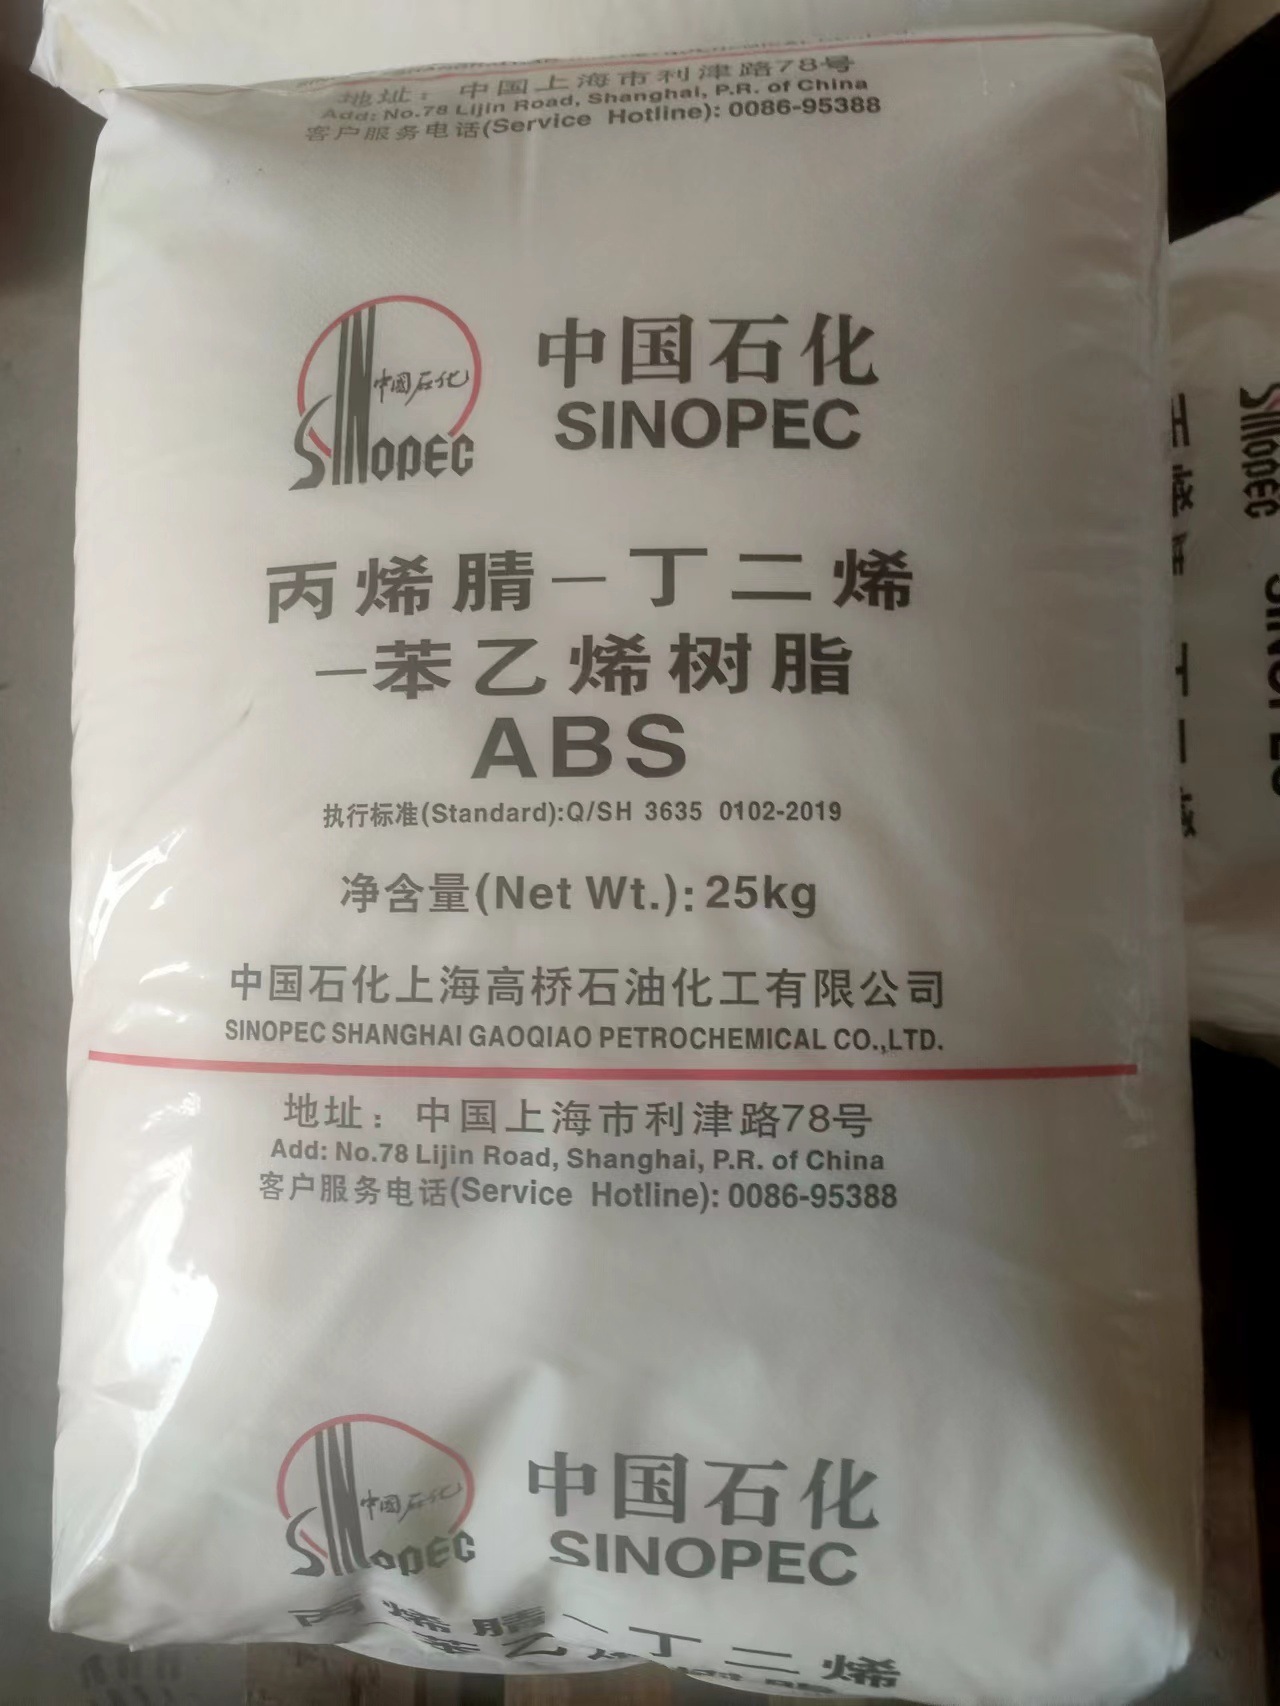 地址：中国上海市利津路78号
Add: No.78 Lijin Road, Shanghai, P.R. of China
客户服务电话(Service Hotline): 0086-95388
中国石化
SINOPEC
中国石化
SINOPEC
丙烯腈－丁二烯
－苯乙烯树脂
ABS
执行标准(Standard):Q/SH 3635 0102-2019
净含量(Net Wt.): 25kg
中国石化上海高桥石油化工有限公司
SINOPEC SHANGHAI GAOQIAO PETROCHEMICAL CO.,LTD.
地址：中国上海市利津路78号
Add: No.78 Lijin Road, Shanghai, P.R. of China
客户服务电话(Service Hotline): 0086-95388
中国石化
SINOPEC
中国石化
SINOPEC
丙烯腈－丁二烯
苯乙烯树脂
SINOPEC
SINOPEC